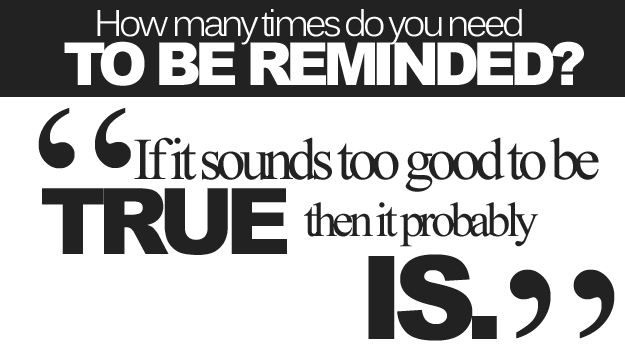 How many times do you need
TO BE REMINDED?
“If it sounds too good to be
TRUE then it probably
IS.”